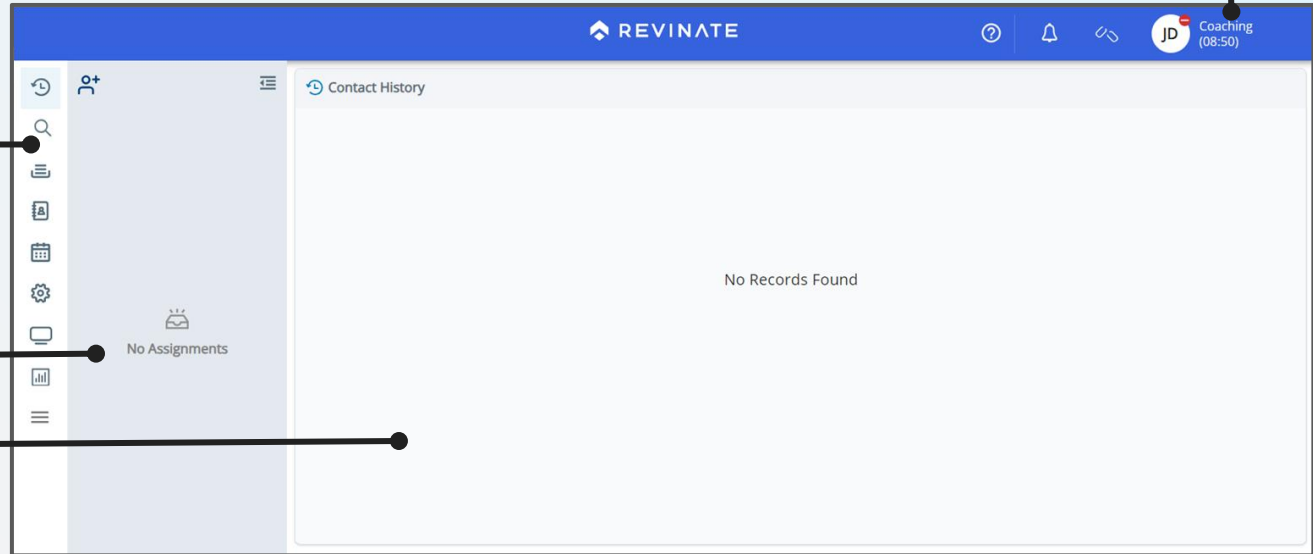 REVINATE
JD
Coaching
(08:50)
Contact History
No Records Found
No Assignments